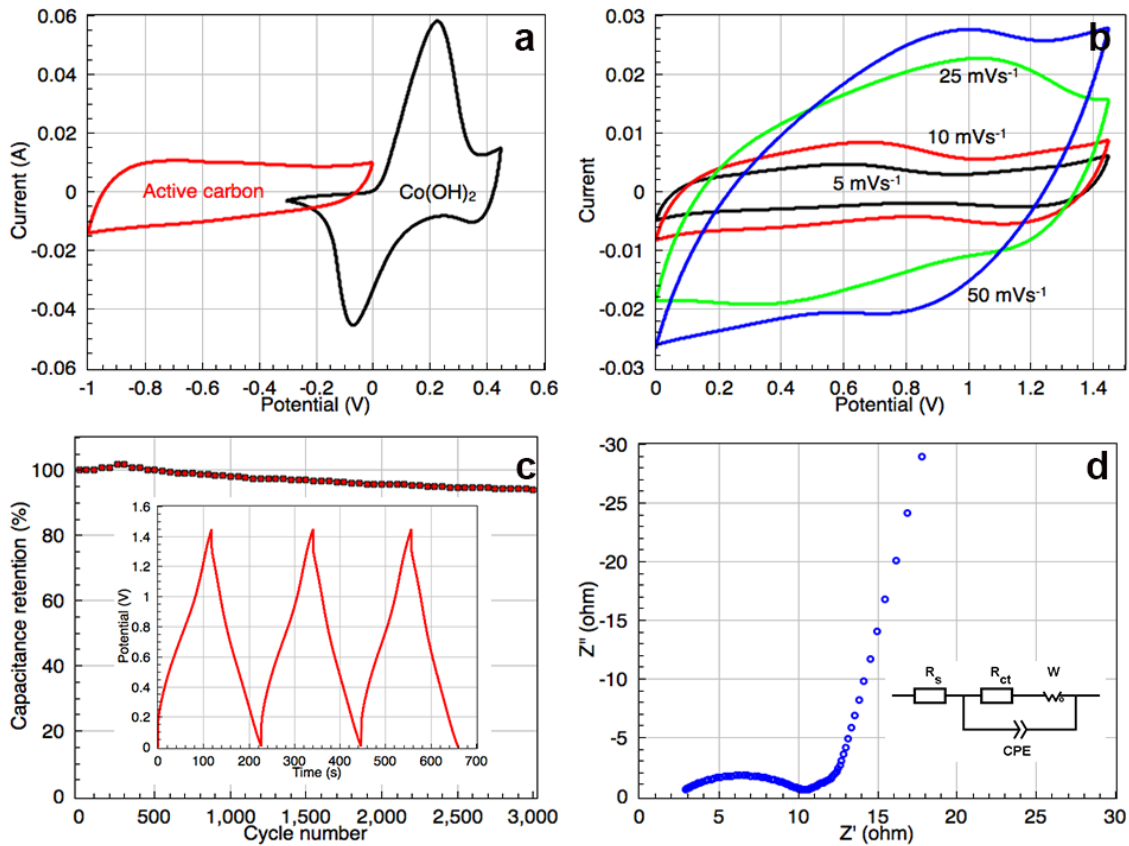 a
Current (A)
0.06
0.04
0.02
0
-0.02
-0.04
-0.06
Active carbon
Co(OH)₂
-1 -0.8 -0.6 -0.4 -0.2 0 0.2 0.4 0.6
Potential (V)
b
Current
0.03
0.02
0.01
0
-0.01
-0.02
-0.03
25 mVs⁻¹
10 mVs⁻¹
5 mVs⁻¹
50 mVs⁻¹
0 0.2 0.4 0.6 0.8 1 1.2 1.4
Potential (V)
c
Capacitance retention (%)
100
80
60
40
20
0
Potential (V)
1.6
1.4
1.2
1
0.8
0.6
0.4
0.2
0
0 100 200 300 400 500 600 700
Time (s)
0 500 1,000 1,500 2,000 2,500 3,000
Cycle number
d
Z'' (ohm)
-30
-25
-20
-15
-10
-5
0
Rs Rct W
CPE
0 5 10 15 20 25 30
Z' (ohm)